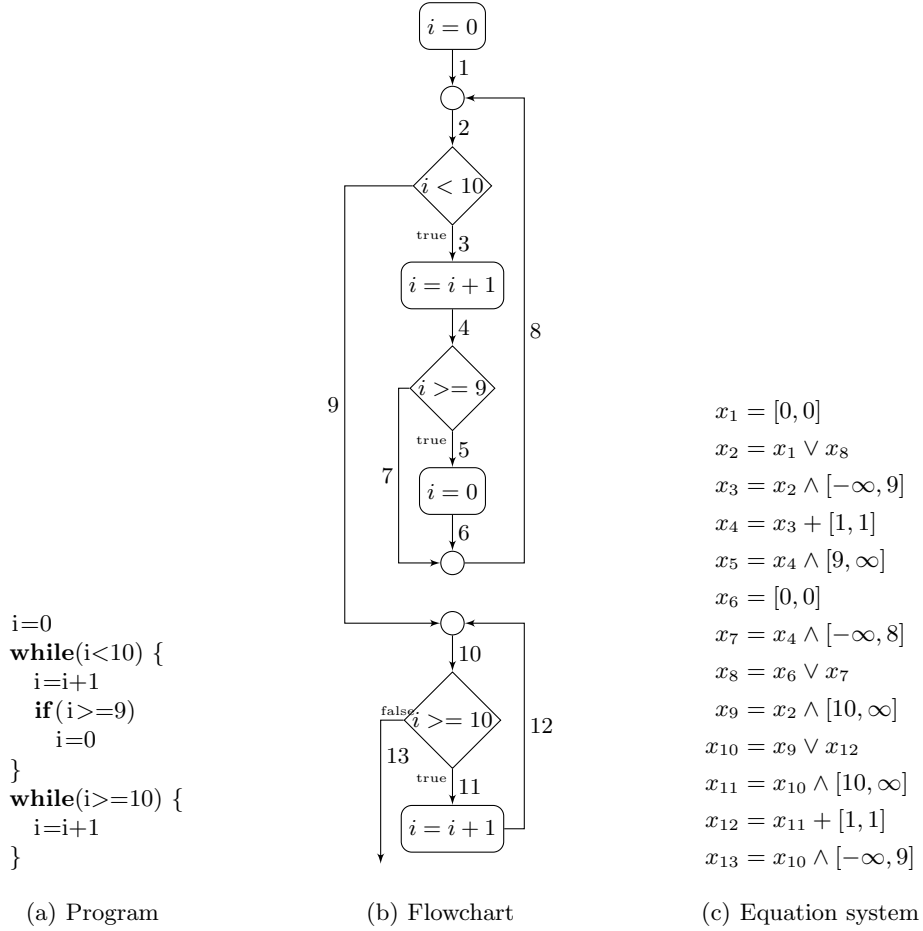 i = 0
1
2
i < 10
true
3
i = i + 1
4
8
i >= 9
9
true
5
7
i = 0
6
10
false
i >= 10
12
13
true
11
i = i + 1
i=0
while(i<10) {
i=i+1
if(i>=9)
i=0
}
while(i>=10) {
i=i+1
}
x₁ = [0, 0]
x₂ = x₁ ∨ x₈
x₃ = x₂ ∧ [−∞, 9]
x₄ = x₃ + [1, 1]
x₅ = x₄ ∧ [9, ∞]
x₆ = [0, 0]
x₇ = x₄ ∧ [−∞, 8]
x₈ = x₆ ∨ x₇
x₉ = x₂ ∧ [10, ∞]
x₁₀ = x₉ ∨ x₁₂
x₁₁ = x₁₀ ∧ [10, ∞]
x₁₂ = x₁₁ + [1, 1]
x₁₃ = x₁₀ ∧ [−∞, 9]
(a) Program
(b) Flowchart
(c) Equation system